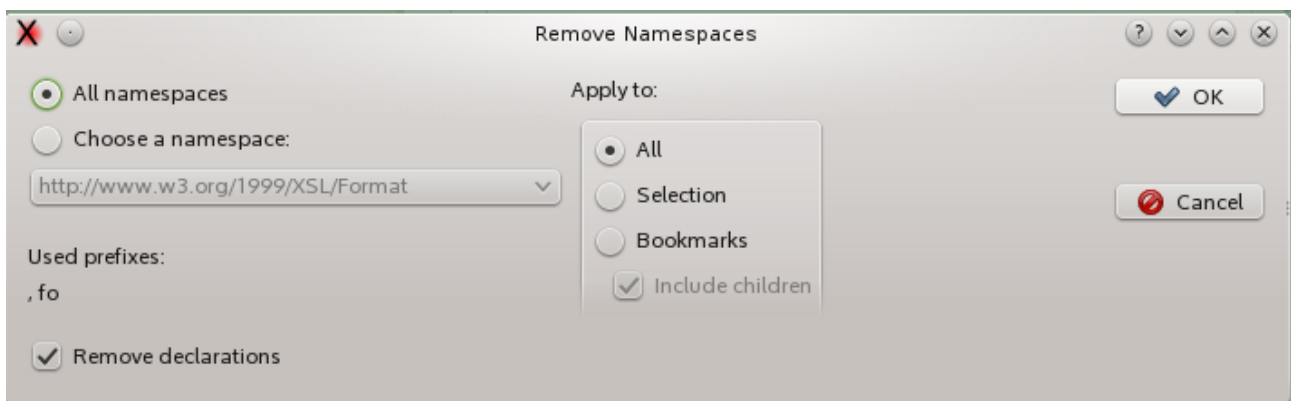 Remove Namespaces
All namespaces
Choose a namespace:
http://www.w3.org/1999/XSL/Format
Used prefixes:
, fo
Remove declarations
Apply to:
All
Selection
Bookmarks
Include children
OK
Cancel